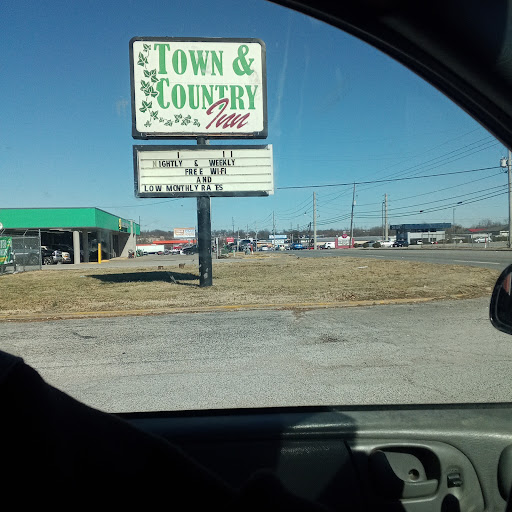 TOWN &
COUNTRY
Inn
NIGHTLY & WEEKLY
FREE WIFI
AND
LOW MONTHLY RATES